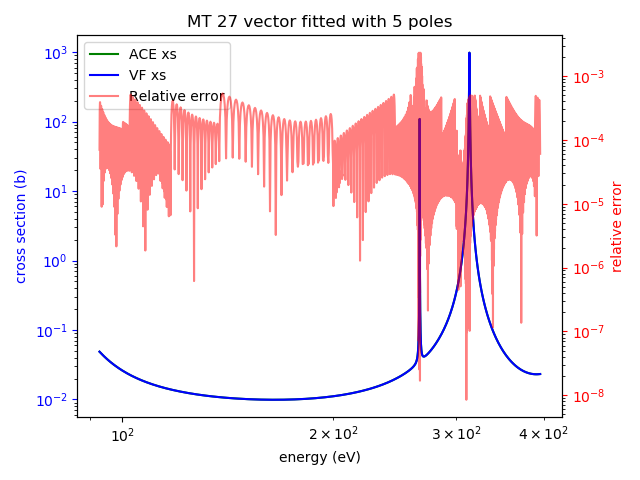 MT 27 vector fitted with 5 poles
ACE xs
VF xs
Relative error
cross section (b)
10³
10²
10¹
10⁰
10⁻¹
10⁻²
relative error
10⁻³
10⁻⁴
10⁻⁵
10⁻⁶
10⁻⁷
10⁻⁸
10² 2 × 10² 3 × 10² 4 × 10²
energy (eV)